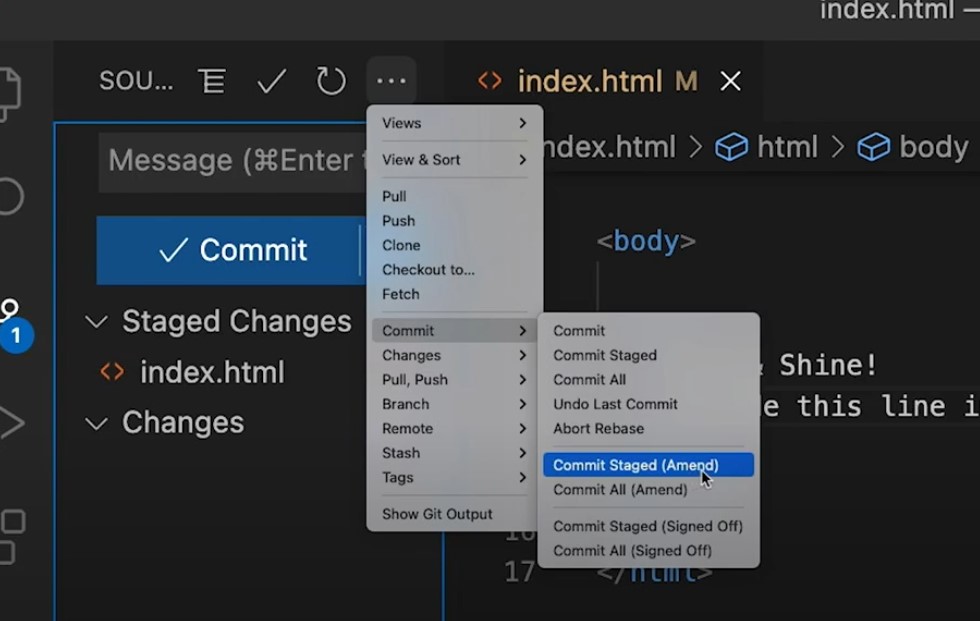 index.html —
SOU...
index.html M
Message (⌘Enter
Commit
Staged Changes
index.html
Changes
Views
View & Sort
Pull
Push
Clone
Checkout to...
Fetch
Commit
Changes
Pull, Push
Branch
Remote
Stash
Tags
Show Git Output
Commit
Commit Staged
Commit All
Undo Last Commit
Abort Rebase
Commit Staged (Amend)
Commit All (Amend)
Commit Staged (Signed Off)
Commit All (Signed Off)
ndex.html > html > body
<body>
Shine!
this line i
16
17 </html>
1